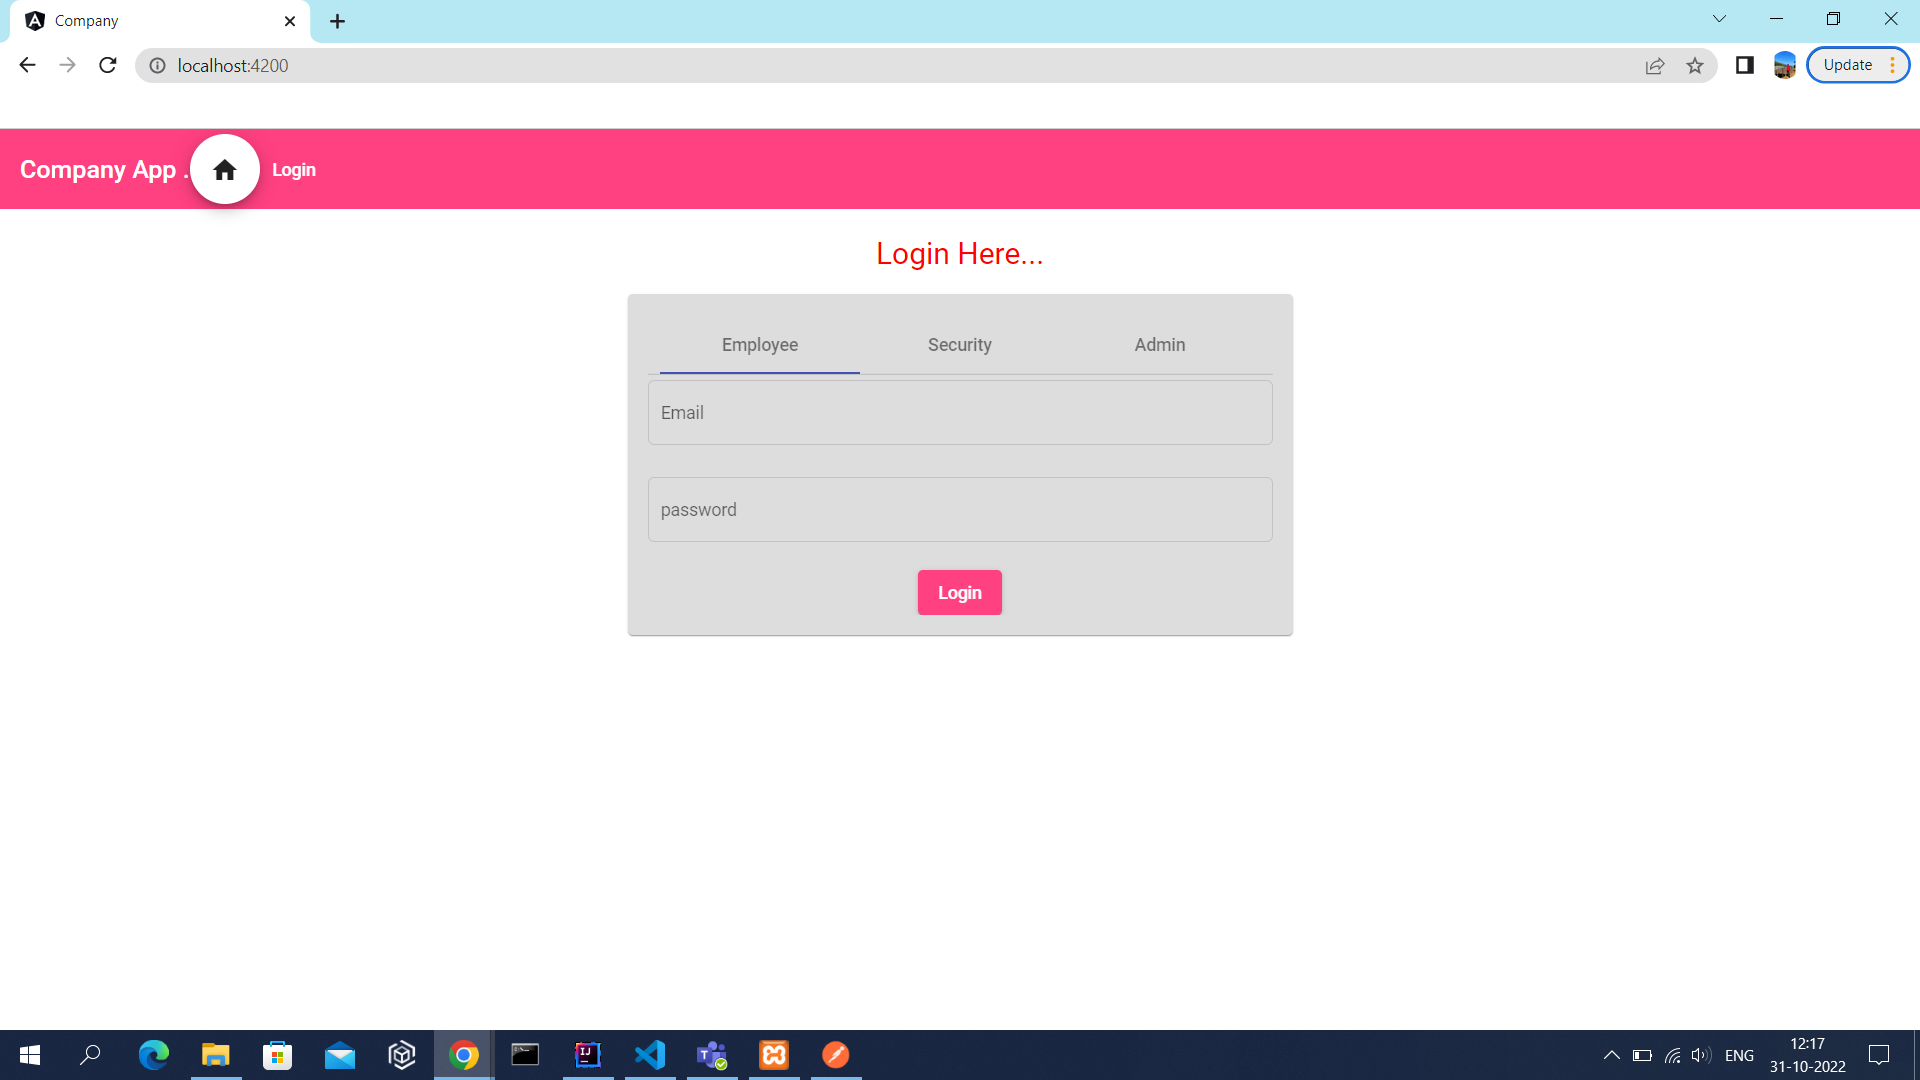 Company
localhost:4200
Update
Company App .
Login
Login Here...
Employee Security Admin
Email
password
Login
ENG
12:17
31-10-2022